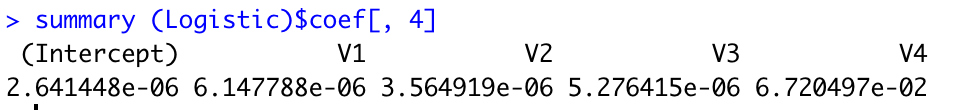 > summary (Logistic)$coef[, 4]
(Intercept) V1 V2 V3 V4
2.641448e-06 6.147788e-06 3.564919e-06 5.276415e-06 6.720497e-02